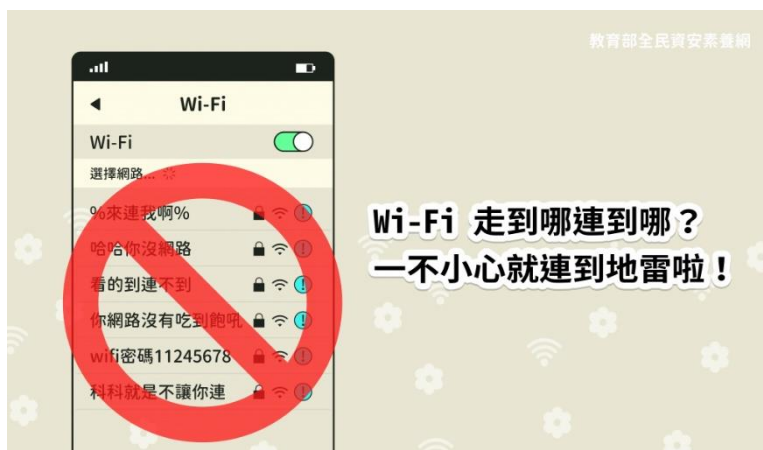 教育部全民資安素養網
Wi-Fi
Wi-Fi
選擇網路...
%來連我啊%
哈哈你沒網路
看的到連不到
你網路沒有吃到飽吼
wifi密碼11245678
科科就是不讓你連
Wi-Fi 走到哪連到哪？
一不小心就連到地雷啦！